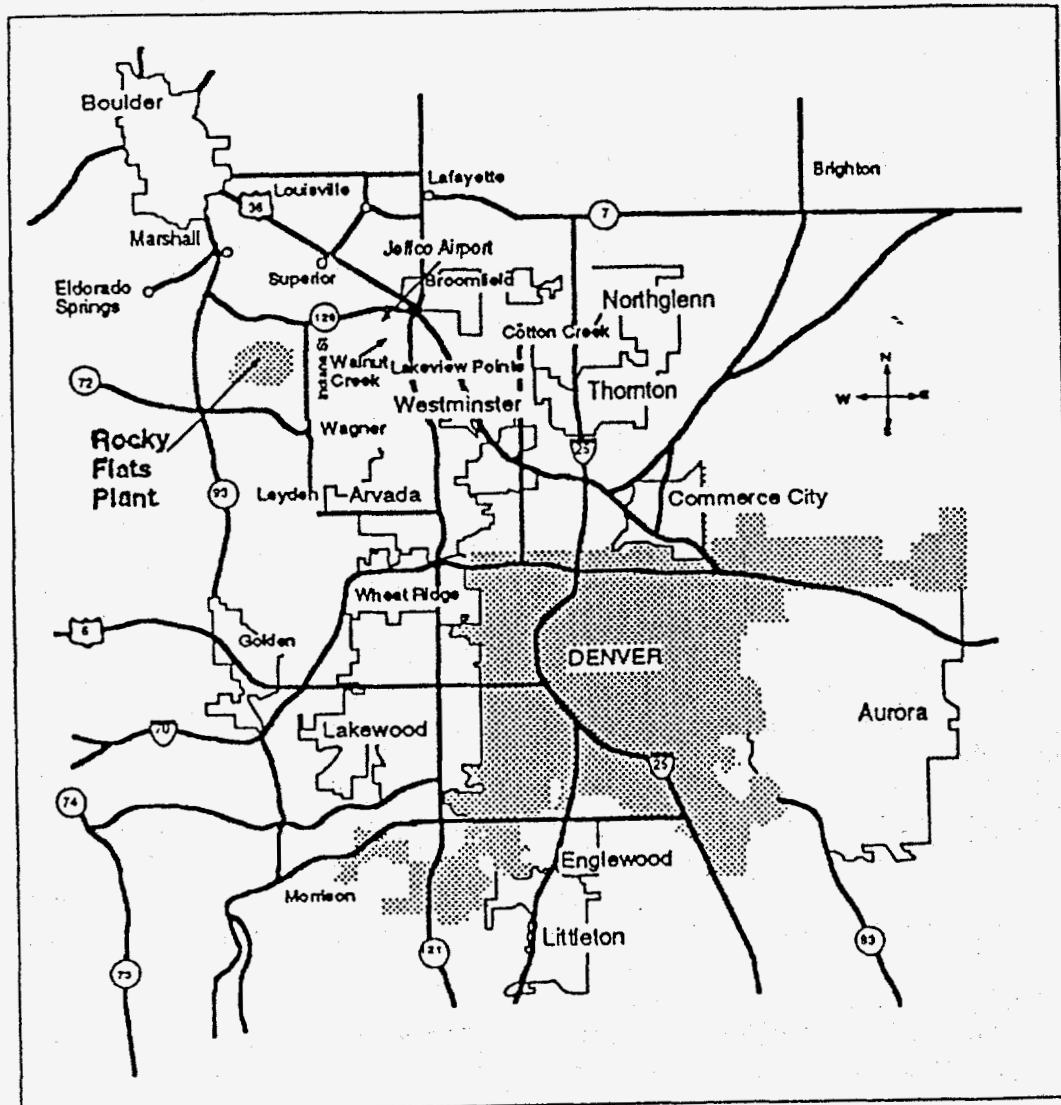 Boulder
Brighton
Louisville
Lafayette
36
7
Marshall
Jeffco Airport
Superior
Broomfield
Eldorado
Springs
Northglenn
128
Cotton Creek
Indiana St
Walnut
Creek
Lakeview Pointe
Thornton
72
Westminster
N
W
E
S
Wagner
Rocky
Flats
Plant
25
93
Leyden
Arvada
Commerce City
Wheat Ridge
6
Golden
DENVER
70
Lakewood
Aurora
25
74
Englewood
Morrison
Littleton
121
83
73